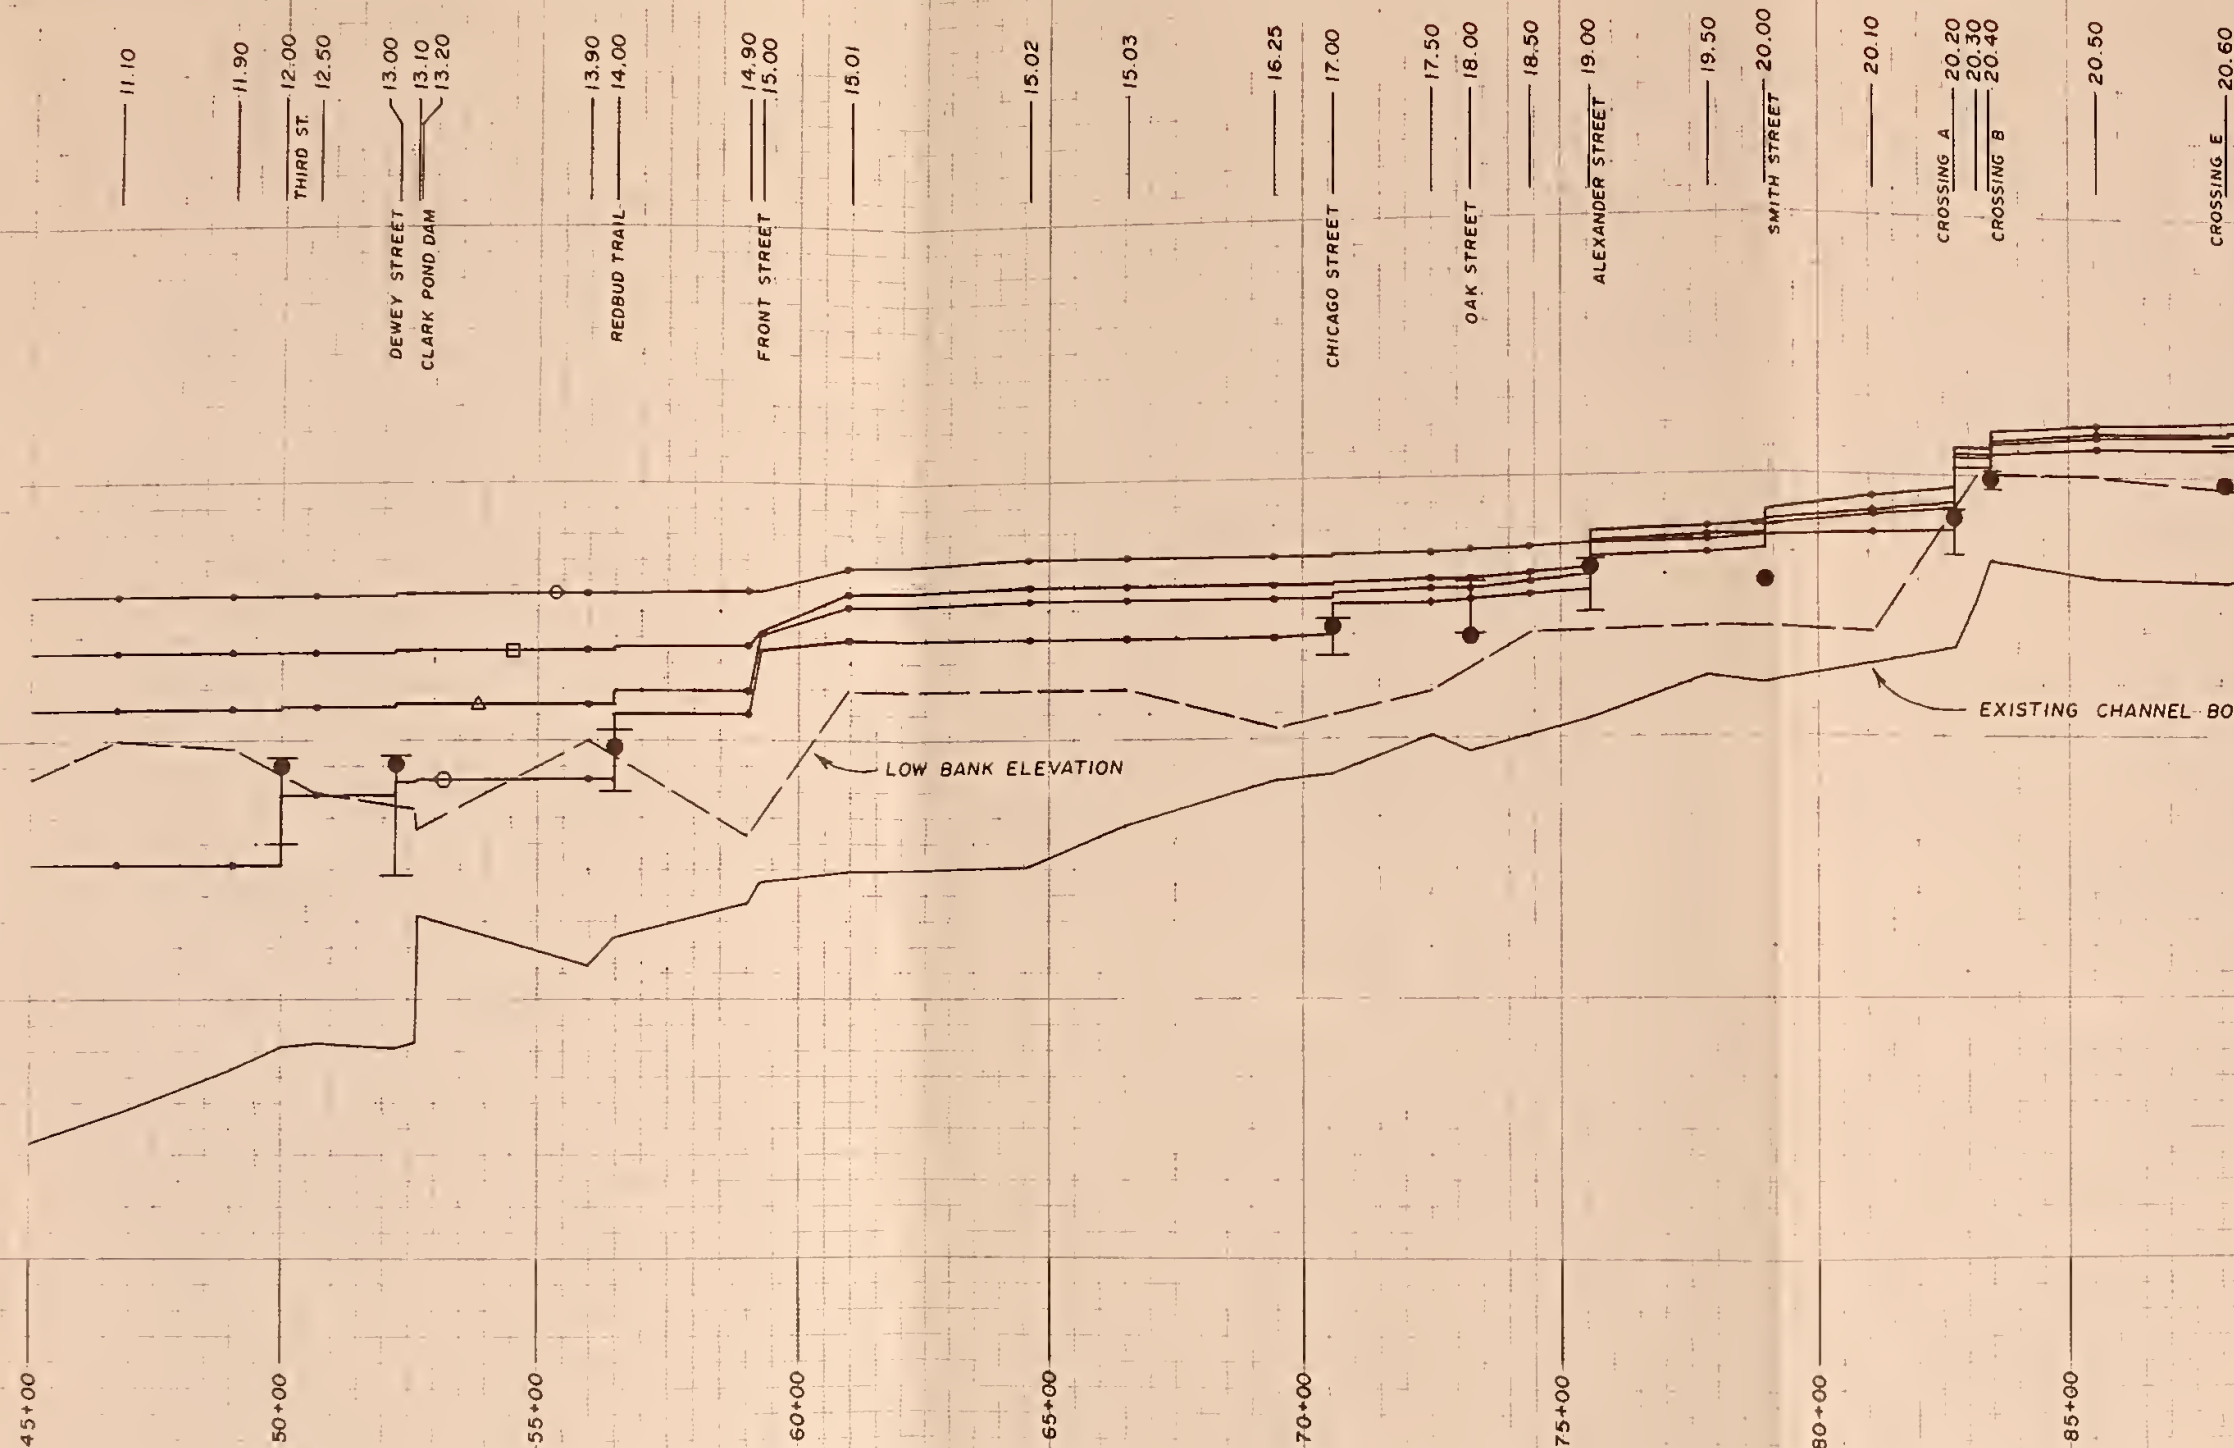 11.10
11.90
12.00
THIRD ST.
12.50
13.00
DEWEY STREET
13.10
CLARK POND DAM
13.20
13.90
14.00
REDBUD TRAIL
14.90
15.00
FRONT STREET
15.01
15.02
15.03
16.25
17.00
CHICAGO STREET
17.50
18.00
OAK STREET
18.50
19.00
ALEXANDER STREET
19.50
20.00
SMITH STREET
20.10
20.20
CROSSING A
20.30
20.40
CROSSING B
20.50
20.60
CROSSING E
LOW BANK ELEVATION
EXISTING CHANNEL BO
45+00
50+00
55+00
60+00
65+00
70+00
75+00
80+00
85+00